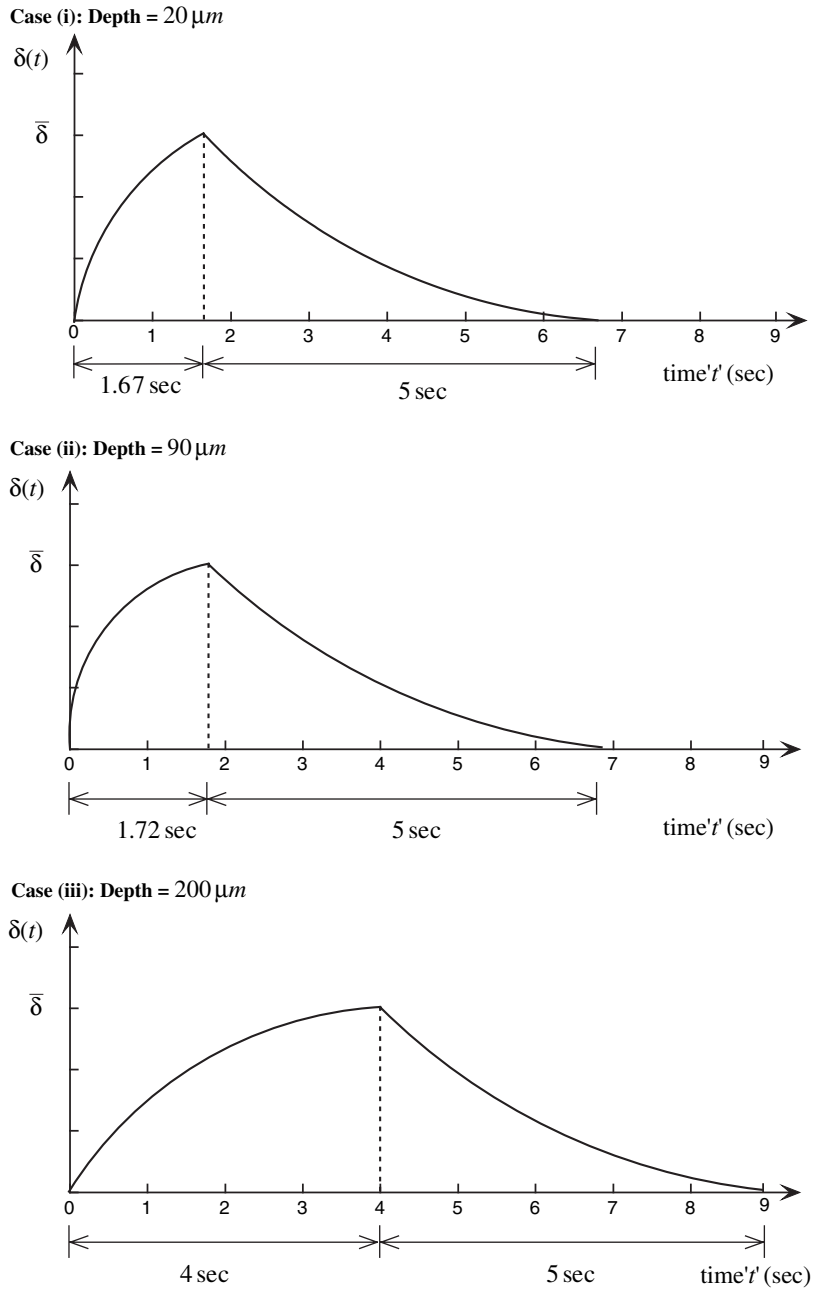 Case (i): Depth = 20 μm
δ(t)
δ̅
0 1 2 3 4 5 6 7 8 9
1.67 sec 5 sec time't' (sec)
Case (ii): Depth = 90 μm
δ(t)
δ̅
0 1 2 3 4 5 6 7 8 9
1.72 sec 5 sec time't' (sec)
Case (iii): Depth = 200 μm
δ(t)
δ̅
0 1 2 3 4 5 6 7 8 9
4 sec 5 sec time't' (sec)